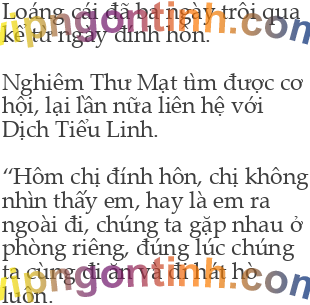 Loáng cái đã ba ngày trôi qua
kể từ ngày đính hôn.
vipngontinh.com
Nghiêm Thư Mạt tìm được cơ
hội, lại lần nữa liên hệ với
Dịch Tiểu Linh.
“Hôm chị đính hôn, chị không
nhìn thấy em, hay là em ra
ngoài đi, chúng ta gặp nhau ở
phòng riêng, đúng lúc chúng
ta cùng đi ăn và đi hát hò
luôn.
vipngontinh.com